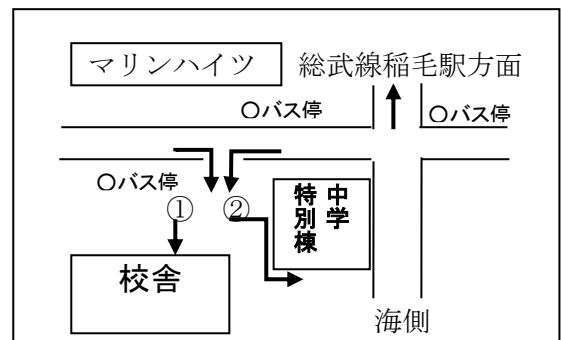 マリンハイツ
総武線稲毛駅方面
○バス停
○バス停
○バス停
①
②
中学
特別棟
校舎
海側